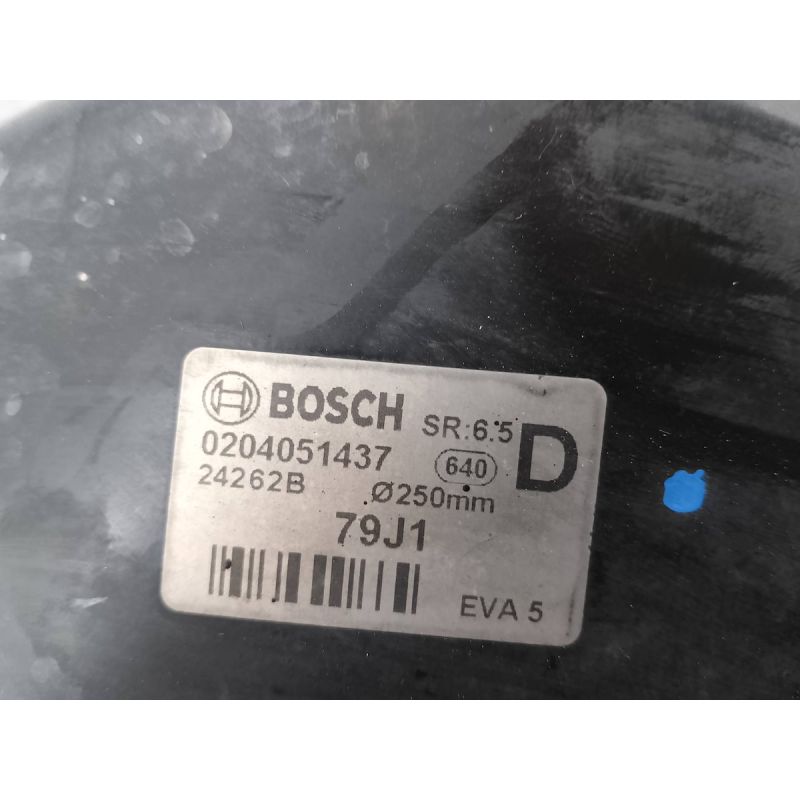 BOSCH SR:6.5 D
0204051437 640
24262B Ø250mm
79J1
EVA 5